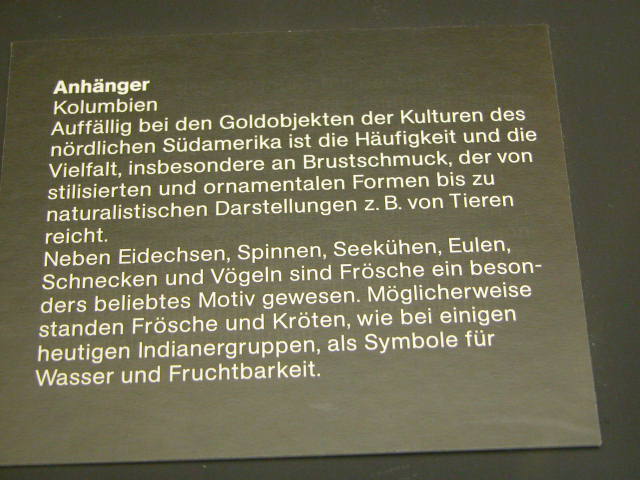 Anhänger
Kolumbien
Auffällig bei den Goldobjekten der Kulturen des
nördlichen Südamerika ist die Häufigkeit und die
Vielfalt, insbesondere an Brustschmuck, der von
stilisierten und ornamentalen Formen bis zu
naturalistischen Darstellungen z. B. von Tieren
reicht.
Neben Eidechsen, Spinnen, Seekühen, Eulen,
Schnecken und Vögeln sind Frösche ein beson-
ders beliebtes Motiv gewesen. Möglicherweise
standen Frösche und Kröten, wie bei einigen
heutigen Indianergruppen, als Symbole für
Wasser und Fruchtbarkeit.